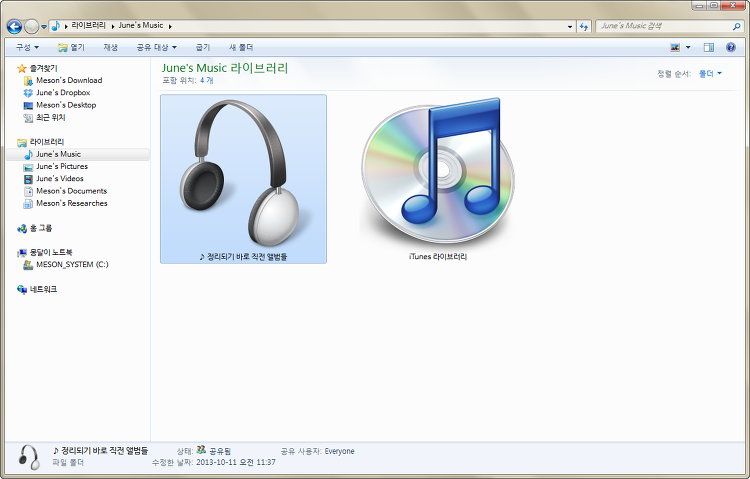 라이브러리 ▸ June's Music ▸
June's Music 검색
구성 열기 재생 공유 대상 굽기 새 폴더
즐겨찾기
Meson's Download
June's Dropbox
Meson's Desktop
최근 위치
라이브러리
June's Music
June's Pictures
June's Videos
Meson's Documents
Meson's Researches
홈 그룹
몽달이 노트북
MESON_SYSTEM (C:)
네트워크
June's Music 라이브러리
포함 위치: 4 개
정렬 순서: 폴더
♪ 정리되기 바로 직전 앨범들
iTunes 라이브러리
♪ 정리되기 바로 직전 앨범들 상태: 공유됨 공유 사용자: Everyone
파일 폴더 수정한 날짜: 2013-10-11 오전 11:37